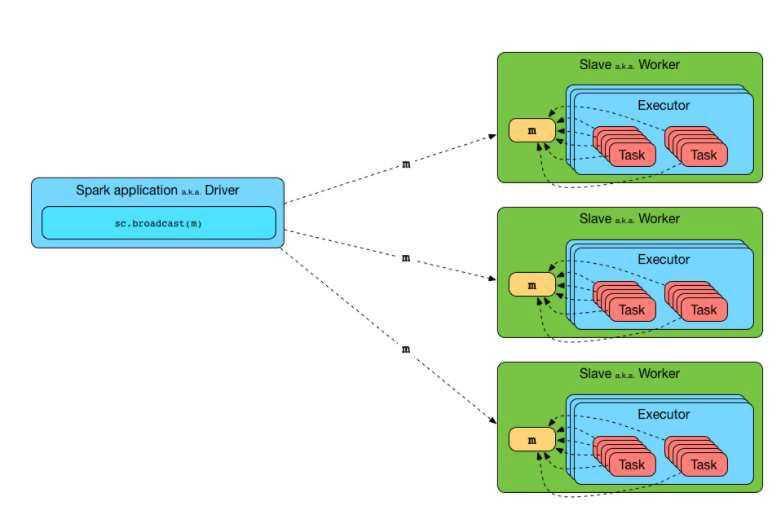 Spark application a.k.a. Driver
sc.broadcast(m)
m
m
m
Slave a.k.a. Worker
Executor
m
Task
Task
Slave a.k.a. Worker
Executor
m
Task
Task
Slave a.k.a. Worker
Executor
m
Task
Task